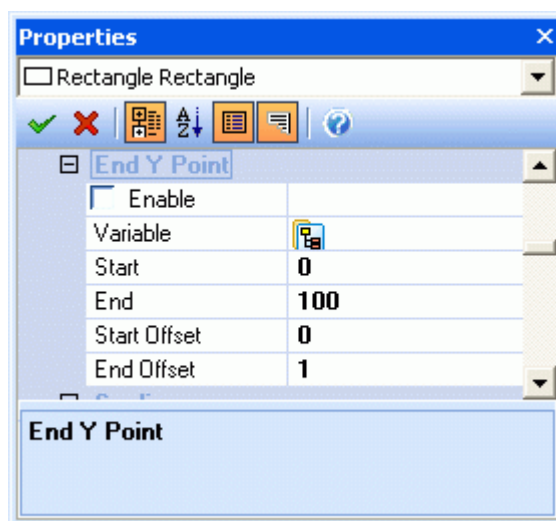 Properties
Rectangle Rectangle
End Y Point
Enable
Variable
Start 0
End 100
Start Offset 0
End Offset 1
End Y Point